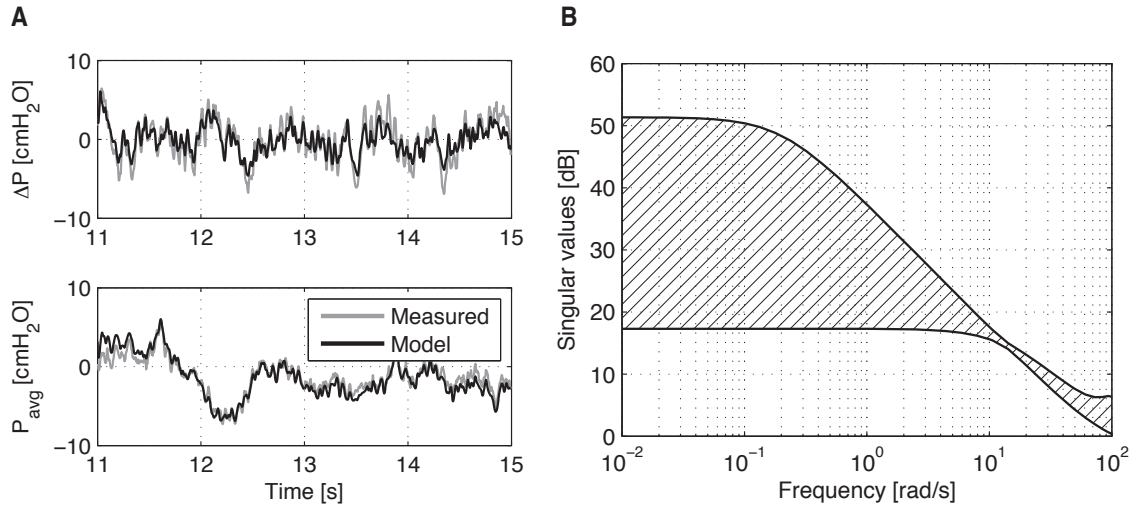 A
10
0
−10
ΔP [cmH2O]
11 12 13 14 15
10
0
−10
Pavg [cmH2O]
Measured
Model
11 12 13 14 15
Time [s]
B
60
50
40
30
20
10
0
Singular values [dB]
10−2 10−1 100 101 102
Frequency [rad/s]